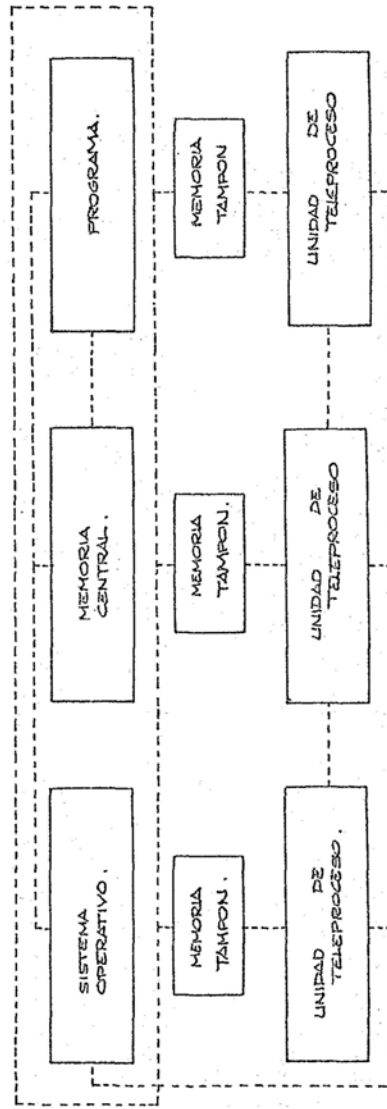 SISTEMA
OPERATIVO.
MEMORIA
CENTRAL.
PROGRAMA.
MEMORIA
TAMPON.
MEMORIA
TAMPON.
MEMORIA
TAMPON
UNIDAD DE
TELEPROCESO.
UNIDAD DE
TELEPROCESO
UNIDAD DE
TELEPROCESO